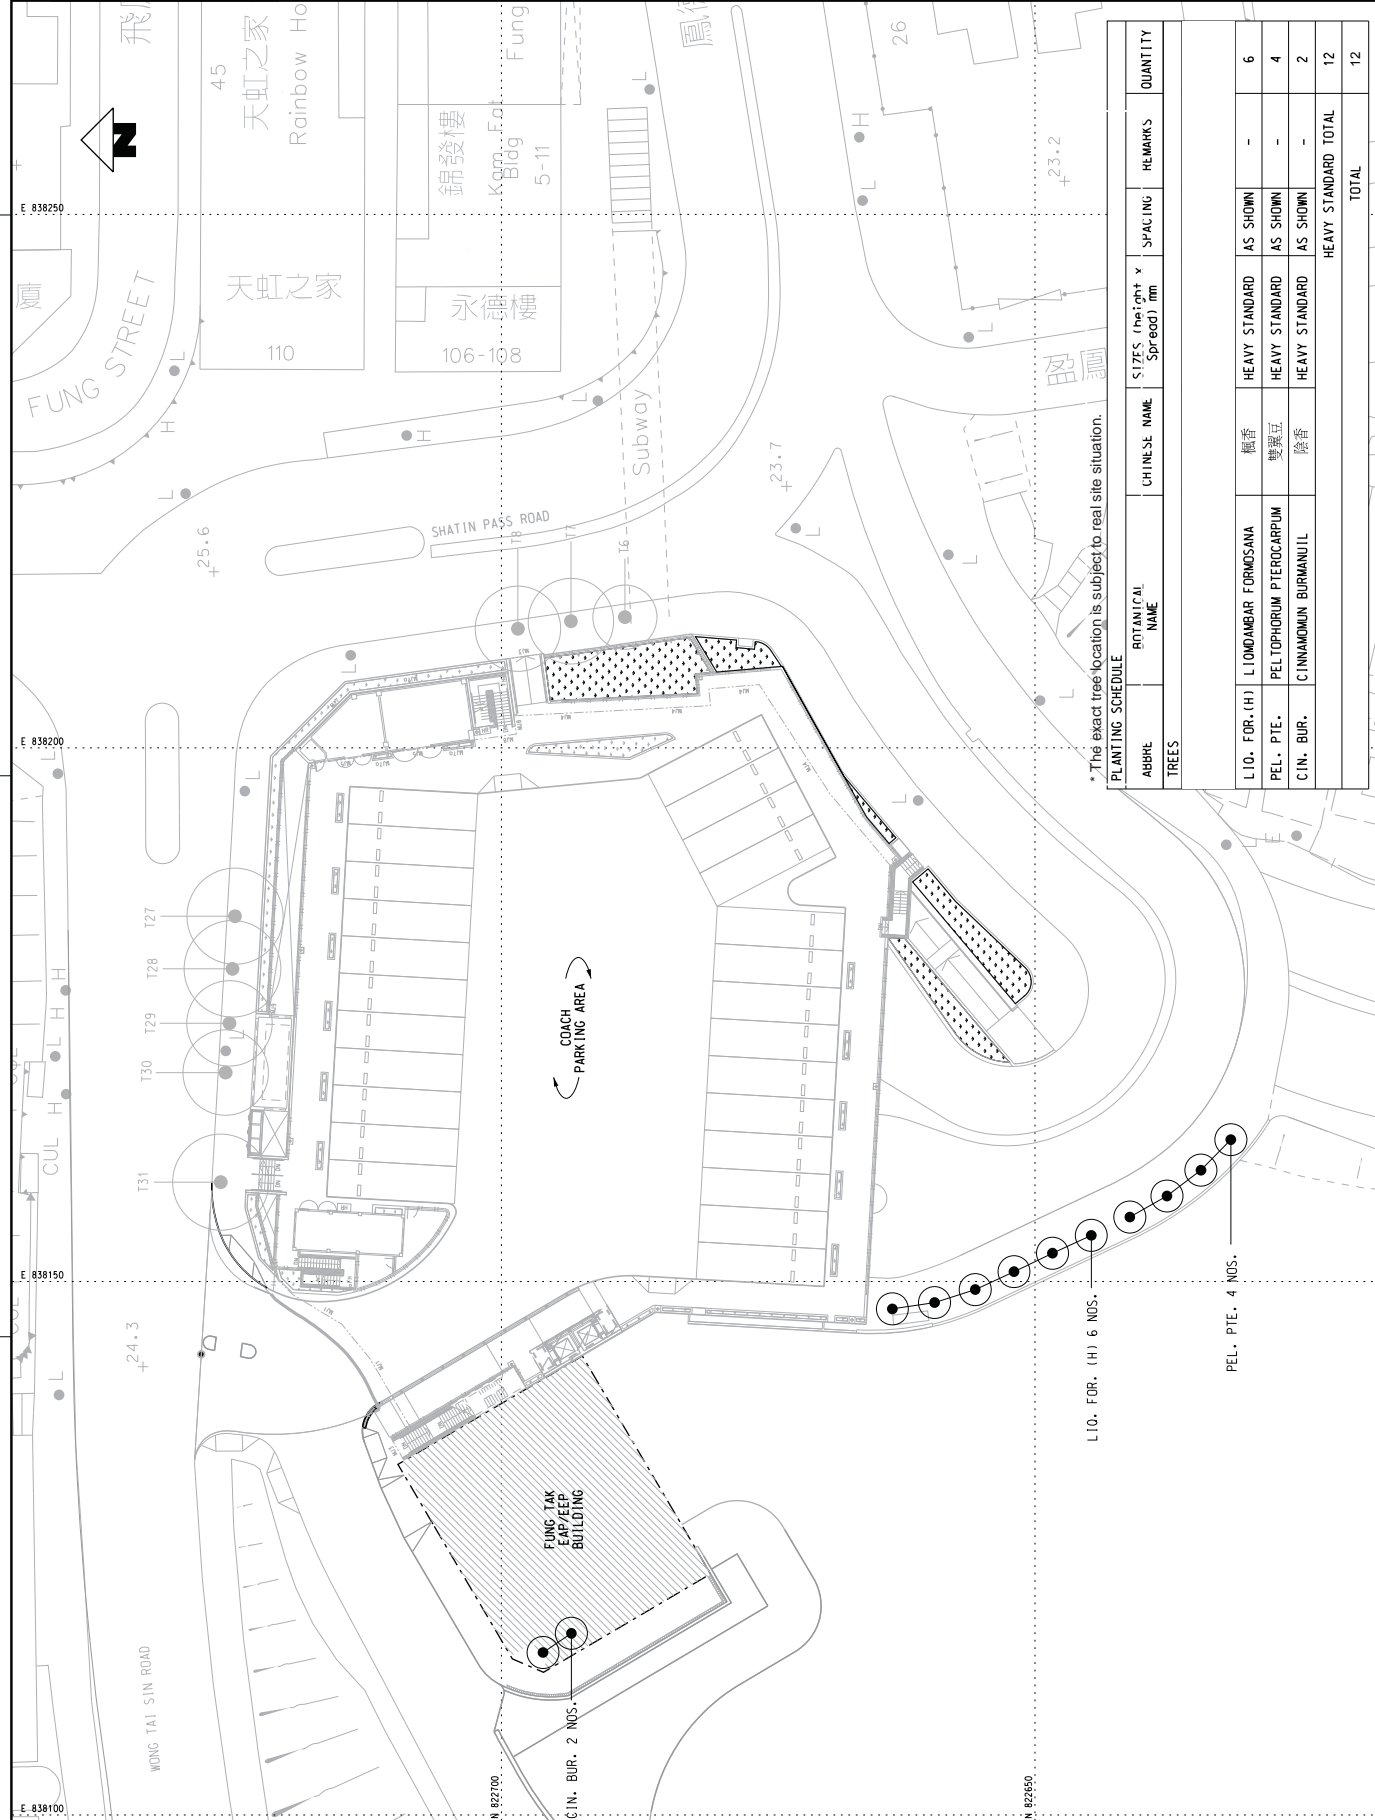 N
E 838250
E 838200
E 838150
E 838100
N 822700
N 822650
飛
45
天虹之家
Rainbow Ho
Fung
錦發樓
Kam Fat
Bldg
5-11
26
23.2
廈
FUNG STREET
天虹之家
110
永德樓
106-108
Subway
盈鳳
23.7
25.6
SHATIN PASS ROAD
T8
T7
T6
T27
T28
T29
T30
T31
CUL
24.3
WONG TAI SIN ROAD
COACH
PARKING AREA
FUNG TAK
EAP/EEP
BUILDING
CIN. BUR. 2 NOS.
LIQ. FOR. (H) 6 NOS.
PEL. PTE. 4 NOS.
* The exact tree location is subject to real site situation.
PLANTING SCHEDULE
ABBRE BOTANICAL NAME CHINESE NAME SIZES (height x Spread) mm SPACING REMARKS QUANTITY
TREES
LIQ. FOR.(H) LIQMDAMBAR FORMOSANA 楓香 HEAVY STANDARD AS SHOWN - 6
PEL. PTE. PELTOPHORUM PTEROCARPUM 雙翼豆 HEAVY STANDARD AS SHOWN - 4
CIN. BUR. CINNAMOMUN BURMANUIL 陰香 HEAVY STANDARD AS SHOWN - 2
HEAVY STANDARD TOTAL 12
TOTAL 12